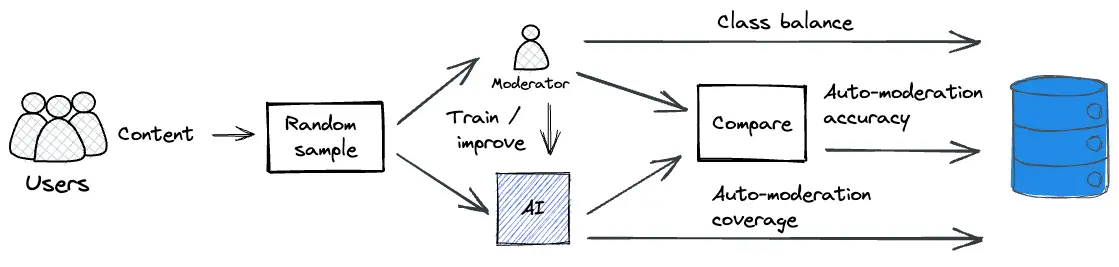 Users
Content
Random
sample
Moderator
Train /
improve
AI
Compare
Class balance
Auto-moderation
accuracy
Auto-moderation
coverage